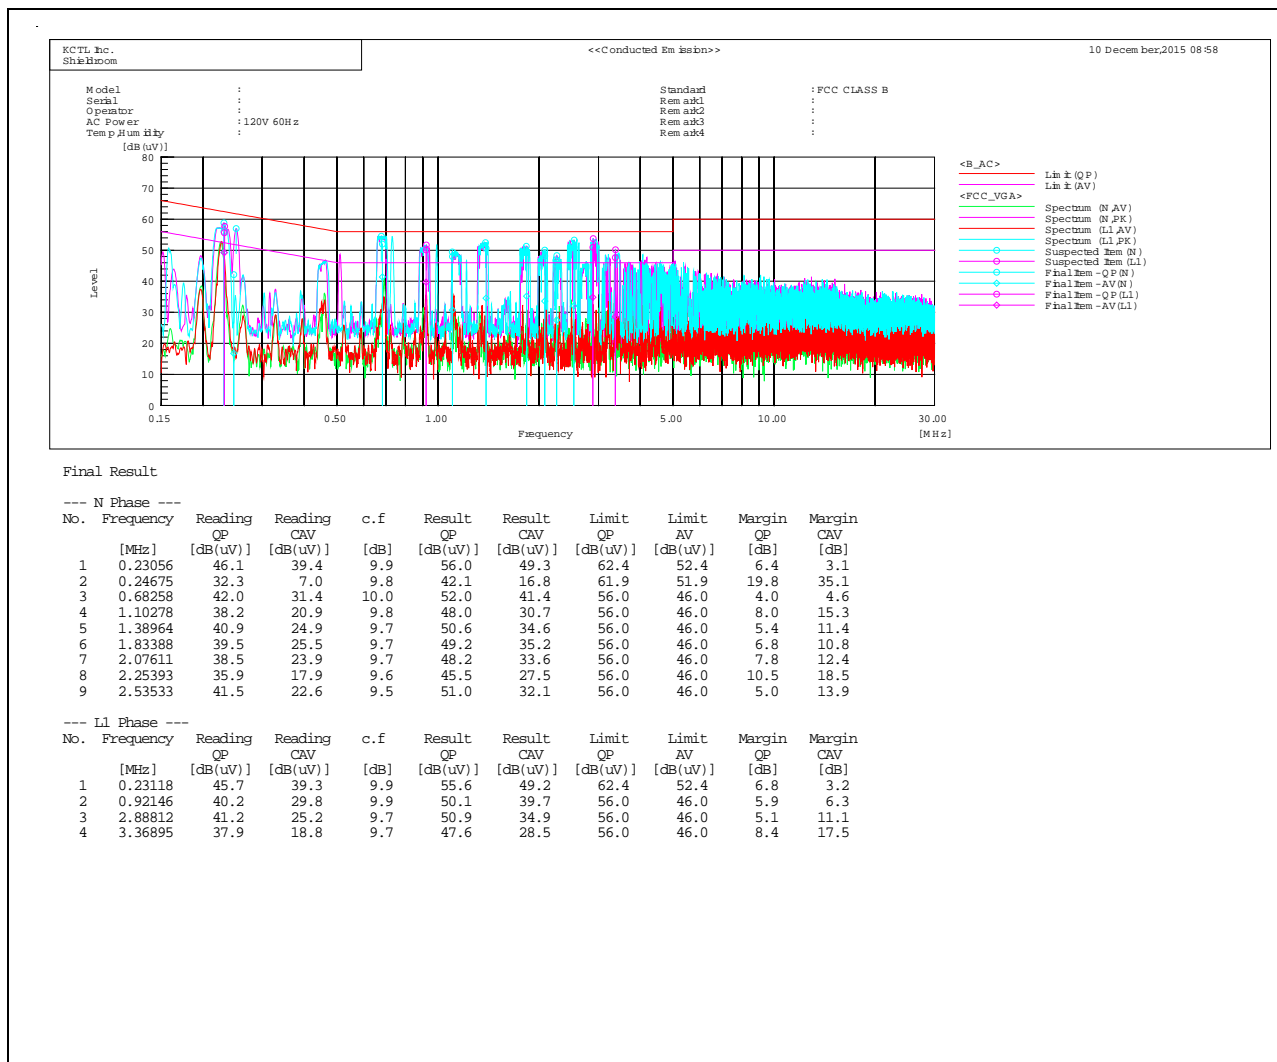 KCTL Inc.
Shieldroom
<<Conducted Emission>>
10 December,2015 08:58
Model :
Serial :
Operator :
AC Power :120V 60Hz
Temp,Humidity :
Standard :FCC CLASS B
Remark1 :
Remark2 :
Remark3 :
Remark4 :
[dB(uV)]
80
70
60
50
40
30
20
10
0
Level
0.15 0.50 1.00 5.00 10.00 30.00
Frequency [MHz]
<B_AC>
Limit(QP)
Limit(AV)
<FCC_VGA>
Spectrum (N,AV)
Spectrum (N,PK)
Spectrum (L1,AV)
Spectrum (L1,PK)
Suspected Item(N)
Suspected Item(L1)
Final Item-QP(N)
Final Item-AV(N)
Final Item-QP(L1)
Final Item-AV(L1)
Final Result
--- N Phase ---
No. Frequency Reading Reading c.f Result Result Limit Limit Margin Margin
QP CAV QP CAV QP AV QP CAV
[MHz] [dB(uV)] [dB(uV)] [dB] [dB(uV)] [dB(uV)] [dB(uV)] [dB(uV)] [dB] [dB]
1 0.23056 46.1 39.4 9.9 56.0 49.3 62.4 52.4 6.4 3.1
2 0.24675 32.3 7.0 9.8 42.1 16.8 61.9 51.9 19.8 35.1
3 0.68258 42.0 31.4 10.0 52.0 41.4 56.0 46.0 4.0 4.6
4 1.10278 38.2 20.9 9.8 48.0 30.7 56.0 46.0 8.0 15.3
5 1.38964 40.9 24.9 9.7 50.6 34.6 56.0 46.0 5.4 11.4
6 1.83388 39.5 25.5 9.7 49.2 35.2 56.0 46.0 6.8 10.8
7 2.07611 38.5 23.9 9.7 48.2 33.6 56.0 46.0 7.8 12.4
8 2.25393 35.9 17.9 9.6 45.5 27.5 56.0 46.0 10.5 18.5
9 2.53533 41.5 22.6 9.5 51.0 32.1 56.0 46.0 5.0 13.9
--- L1 Phase ---
No. Frequency Reading Reading c.f Result Result Limit Limit Margin Margin
QP CAV QP CAV QP AV QP CAV
[MHz] [dB(uV)] [dB(uV)] [dB] [dB(uV)] [dB(uV)] [dB(uV)] [dB(uV)] [dB] [dB]
1 0.23118 45.7 39.3 9.9 55.6 49.2 62.4 52.4 6.8 3.2
2 0.92146 40.2 29.8 9.9 50.1 39.7 56.0 46.0 5.9 6.3
3 2.88812 41.2 25.2 9.7 50.9 34.9 56.0 46.0 5.1 11.1
4 3.36895 37.9 18.8 9.7 47.6 28.5 56.0 46.0 8.4 17.5